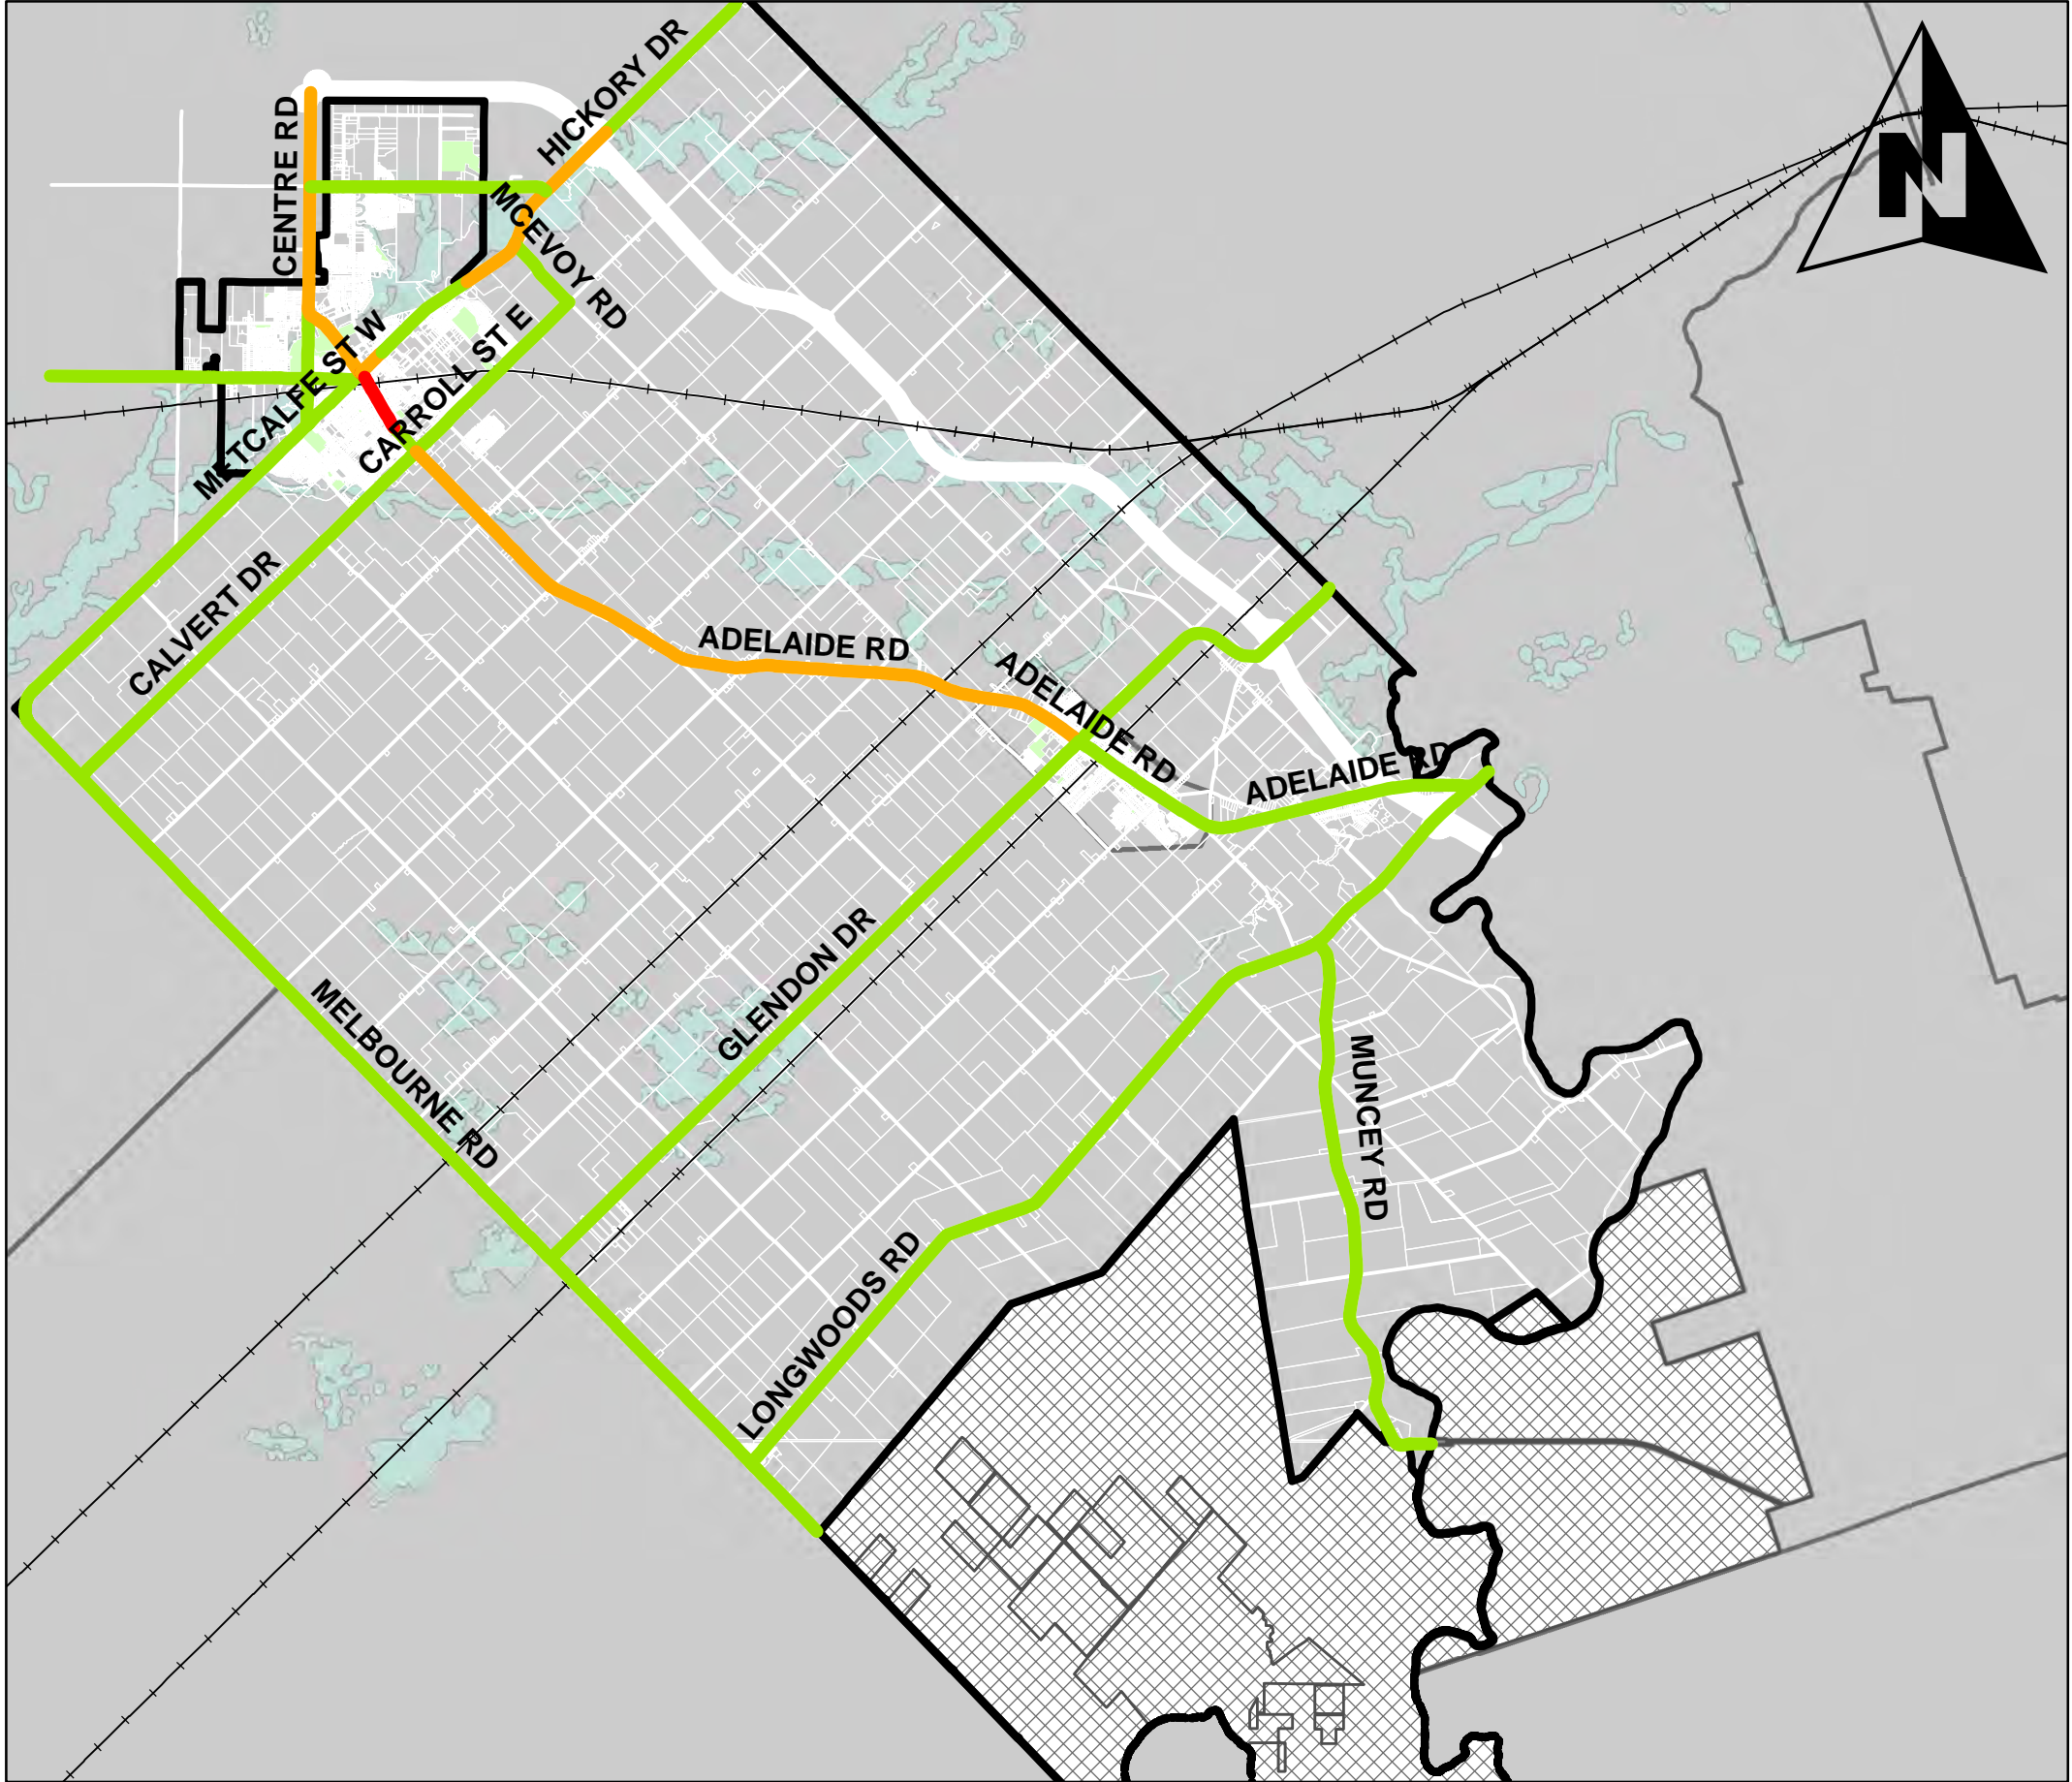 HICKORY DR
N
CENTRE RD
MCEVOY RD
METCALFE ST W
CARROLL ST E
CALVERT DR
ADELAIDE RD
ADELAIDE RD
ADELAIDE RD
GLENDON DR
MELBOURNE RD
MUNCEY RD
LONGWOODS RD